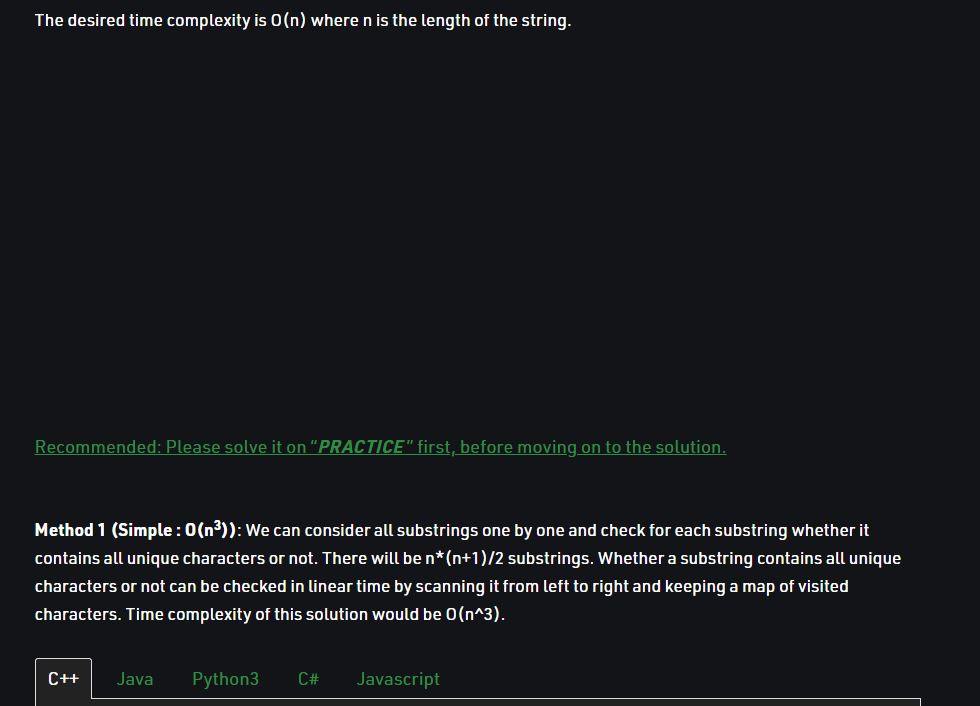 The desired time complexity is O(n) where n is the length of the string.
Recommended: Please solve it on “PRACTICE” first, before moving on to the solution.
Method 1 (Simple : O(n³)): We can consider all substrings one by one and check for each substring whether it
contains all unique characters or not. There will be n*(n+1)/2 substrings. Whether a substring contains all unique
characters or not can be checked in linear time by scanning it from left to right and keeping a map of visited
characters. Time complexity of this solution would be O(n^3).
C++ Java Python3 C# Javascript